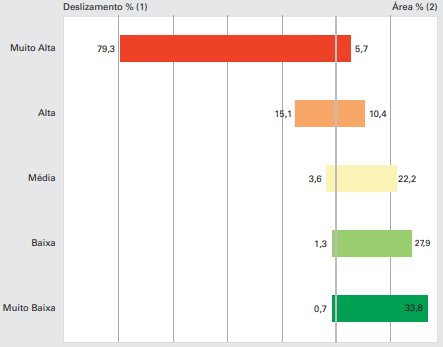 Deslizamento % (1) Área % (2)
Muito Alta 79,3 5,7
Alta 15,1 10,4
Média 3,6 22,2
Baixa 1,3 27,9
Muito Baixa 0,7 33,8